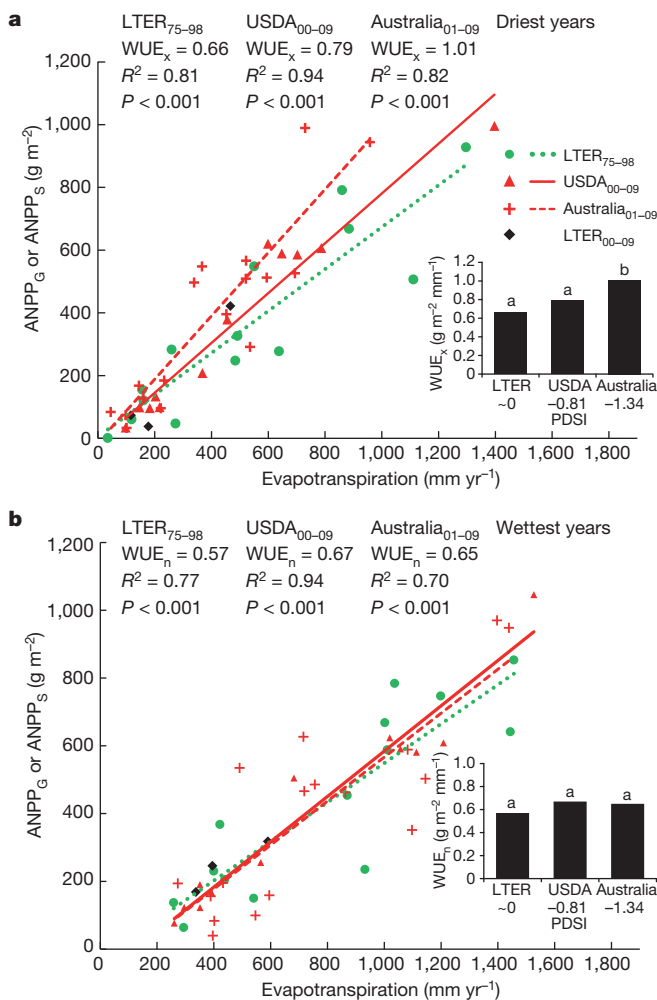 a
LTER75–98 USDA00–09 Australia01–09 Driest years
WUEx = 0.66 WUEx = 0.79 WUEx = 1.01
R2 = 0.81 R2 = 0.94 R2 = 0.82
P < 0.001 P < 0.001 P < 0.001
1,200
1,000
800
600
400
200
0
ANPPG or ANPPS (g m−2)
LTER75–98
USDA00–09
Australia01–09
LTER00–09
WUEx (g m−2 mm−1)
1.2
1.0
0.8
0.6
0.4
0.2
0
a a b
LTER USDA Australia
~0 −0.81 −1.34
PDSI
0 200 400 600 800 1,000 1,200 1,400 1,600 1,800
Evapotranspiration (mm yr−1)
b
LTER75–98 USDA00–09 Australia01–09 Wettest years
WUEn = 0.57 WUEn = 0.67 WUEn = 0.65
R2 = 0.77 R2 = 0.94 R2 = 0.70
P < 0.001 P < 0.001 P < 0.001
1,200
1,000
800
600
400
200
0
ANPPG or ANPPS (g m−2)
WUEn (g m−2 mm−1)
1.2
1.0
0.8
0.6
0.4
0.2
0
a a a
LTER USDA Australia
~0 −0.81 −1.34
PDSI
0 200 400 600 800 1,000 1,200 1,400 1,600 1,800
Evapotranspiration (mm yr−1)